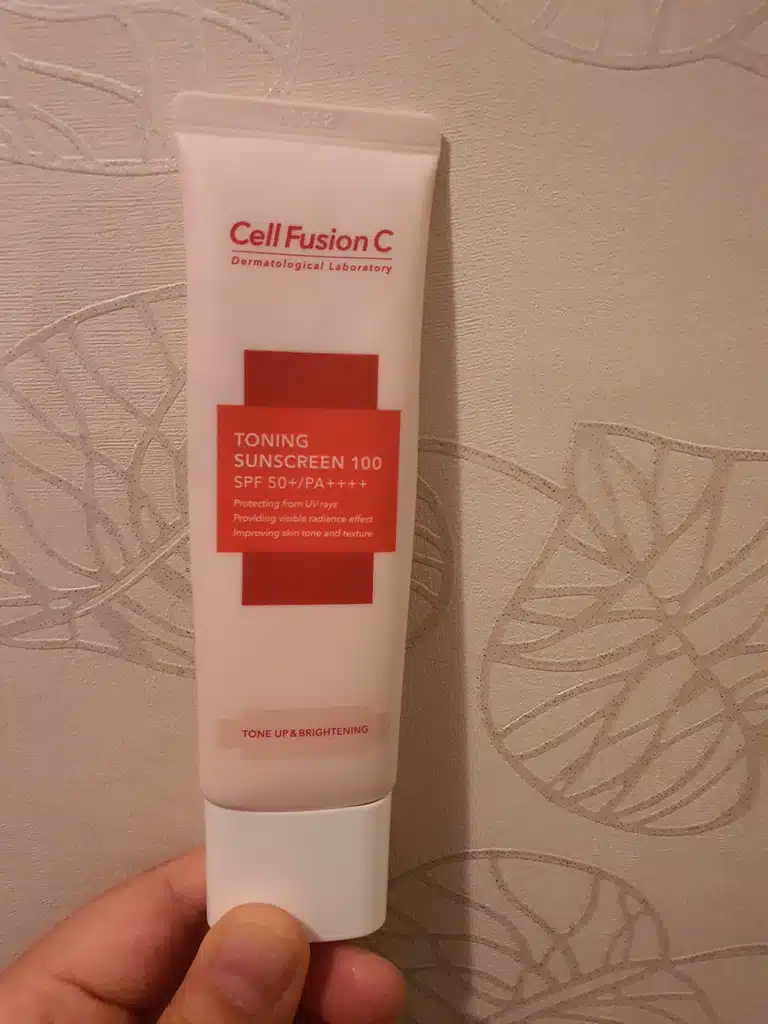 Cell Fusion C
Dermatological Laboratory
TONING
SUNSCREEN 100
SPF 50+/PA++++
Protecting from UV rays
Providing visible radiance effect
Improving skin tone and texture
TONE UP & BRIGHTENING